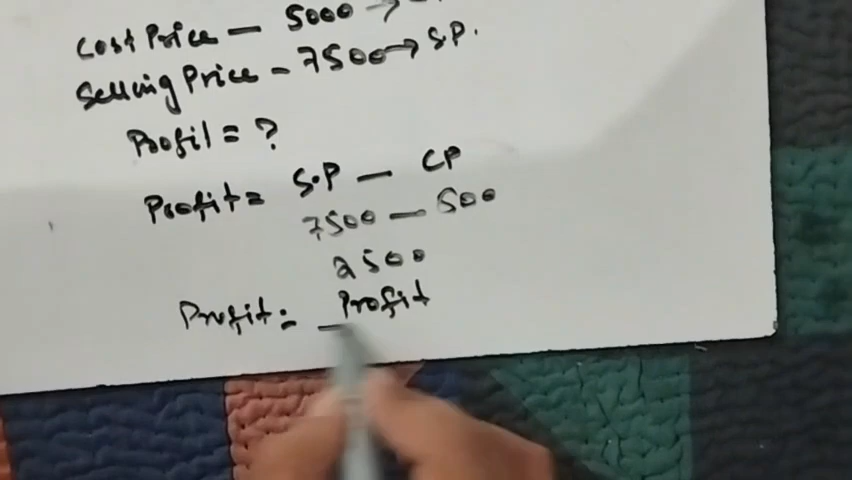 Cost Price — 5000 →
Selling Price - 7500 → S.P.
Profit = ?
Profit = S.P — CP
7500 — 500
2500
Profit = Profit